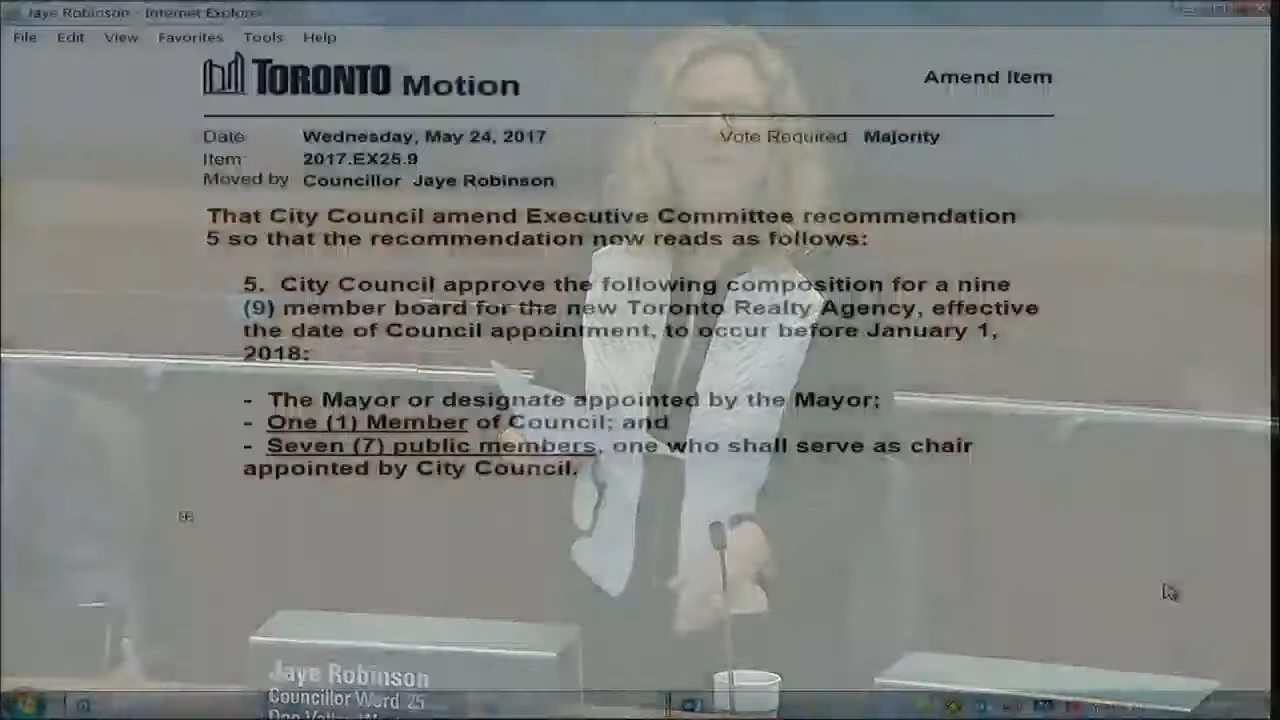 Jaye Robinson - Internet Explorer
File Edit View Favorites Tools Help
TORONTO Motion
Amend Item
Date Wednesday, May 24, 2017
Vote Required Majority
Item 2017.EX25.9
Moved by Councillor Jaye Robinson
That City Council amend Executive Committee recommendation
5 so that the recommendation now reads as follows:
5. City Council approve the following composition for a nine
(9) member board for the new Toronto Realty Agency, effective
the date of Council appointment, to occur before January 1,
2018:
- The Mayor or designate appointed by the Mayor;
- One (1) Member of Council; and
- Seven (7) public members, one who shall serve as chair
appointed by City Council.
Jaye Robinson
Councillor Ward 25
Don Valley West